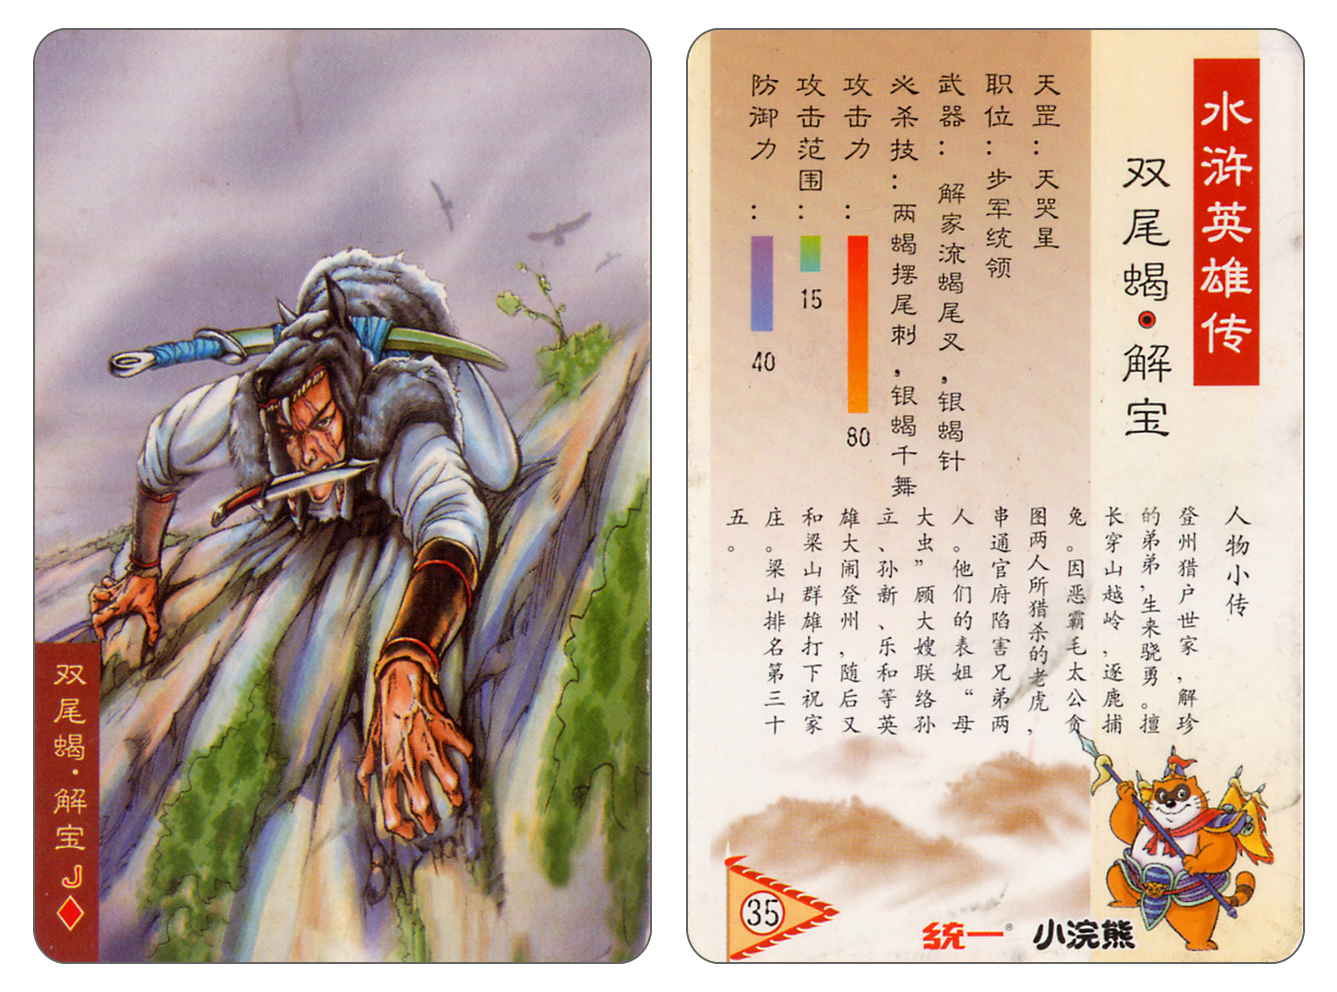 双尾蝎·解宝
J
水浒英雄传
双尾蝎·解宝
天罡:天哭星
职位:步军统领
武器:解家流蝎尾叉,银蝎针
必杀技:两蝎摆尾刺,银蝎千舞
攻击力:
80
攻击范围:
15
防御力:
40
人物小传
登州猎户世家,解珍
的弟弟,生来骁勇。擅
长穿山越岭,逐鹿捕
兔。因恶霸毛太公贪
图两人所猎杀的老虎,
串通官府陷害兄弟两
人。他们的表姐“母
大虫”顾大嫂联络孙
立、孙新、乐和等英
雄大闹登州,随后又
和梁山群雄打下祝家
庄。梁山排名第三十
五。
35
统一® 小浣熊